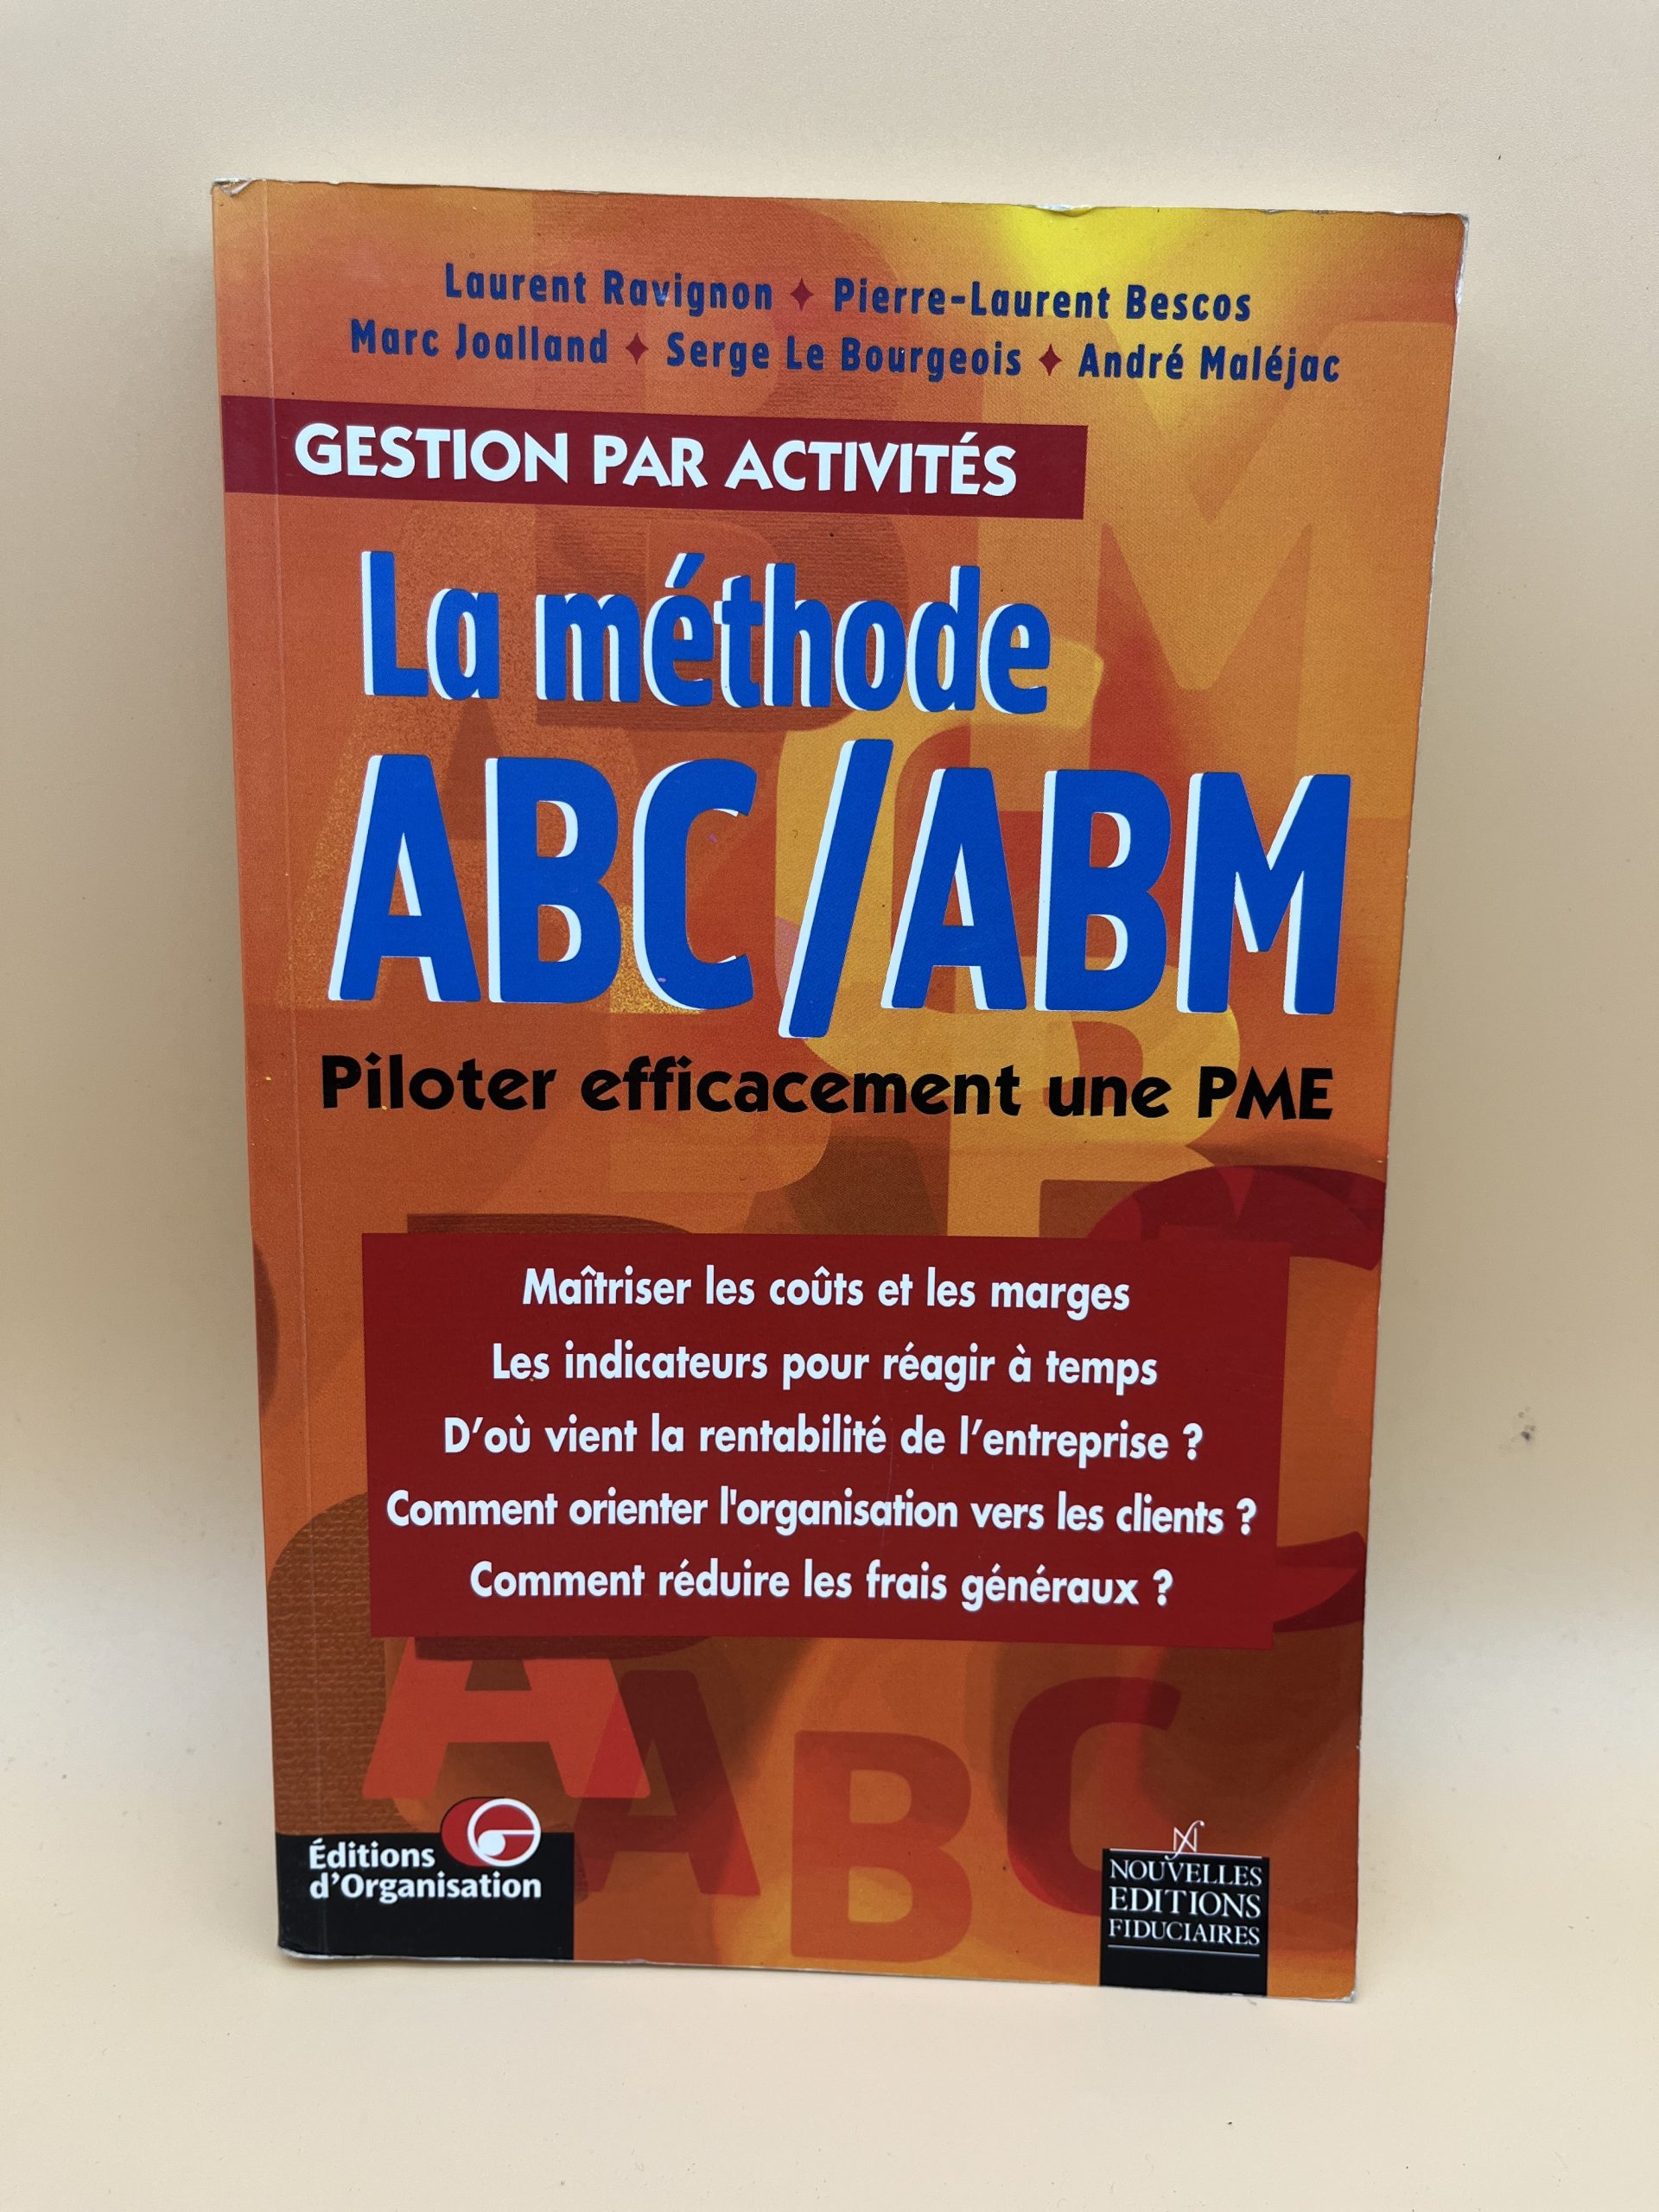 Laurent Ravignon ✦ Pierre-Laurent Bescos
Marc Joalland ✦ Serge Le Bourgeois ✦ André Maléjac
GESTION PAR ACTIVITÉS
La méthode
ABC/ABM
Piloter efficacement une PME
Maîtriser les coûts et les marges
Les indicateurs pour réagir à temps
D’où vient la rentabilité de l’entreprise ?
Comment orienter l'organisation vers les clients ?
Comment réduire les frais généraux ?
A
A B C
Éditions
d’Organisation
NOUVELLES
EDITIONS
FIDUCIAIRES